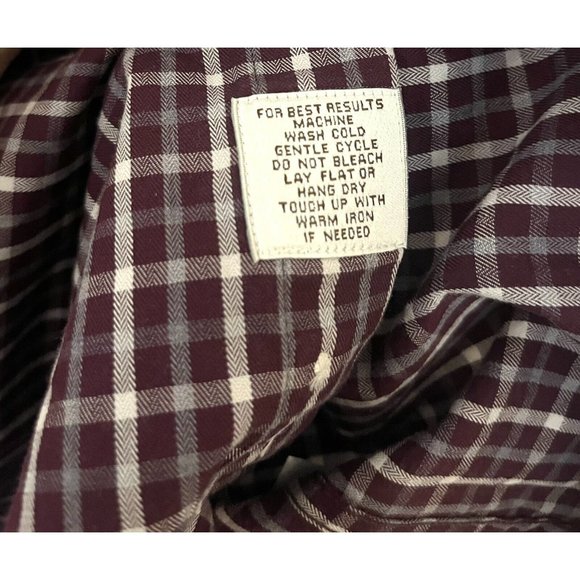 FOR BEST RESULTS
MACHINE
WASH COLD
GENTLE CYCLE
DO NOT BLEACH
LAY FLAT OR
HANG DRY
TOUCH UP WITH
WARM IRON
IF NEEDED